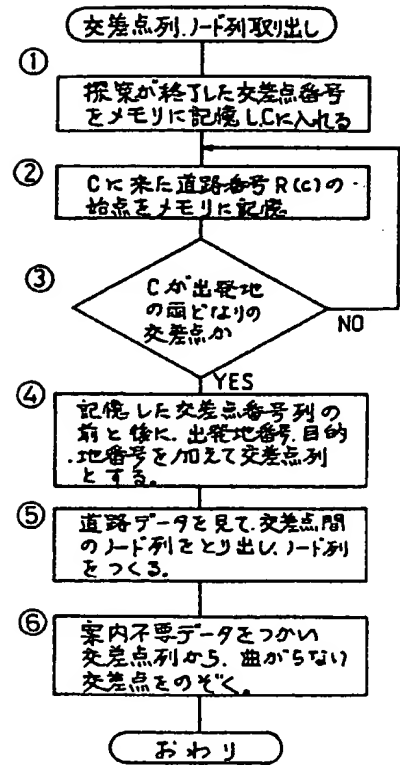 交差点列、ノード列取り出し
①
探索が終了した交差点番号
をメモリに記憶し、Cに入れる
②
Cに来た道路番号R(c)の
始点をメモリに記憶
③
Cが出発地
の両どなりの
交差点か
NO
YES
④
記憶した交差点番号列の
前と後に、出発地番号、目的
地番号を加えて交差点列
とする。
⑤
道路データを見て、交差点間
のノード列をとり出し、ノード列
をつくる。
⑥
案内不要データをつかい
交差点列から、曲がらない
交差点をのぞく。
おわり